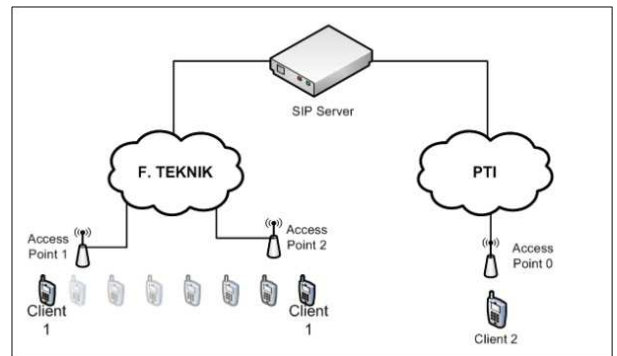 SIP Server
F. TEKNIK
PTI
Access
Point 1
Access
Point 2
Access
Point 0
Client
1
Client
1
Client 2